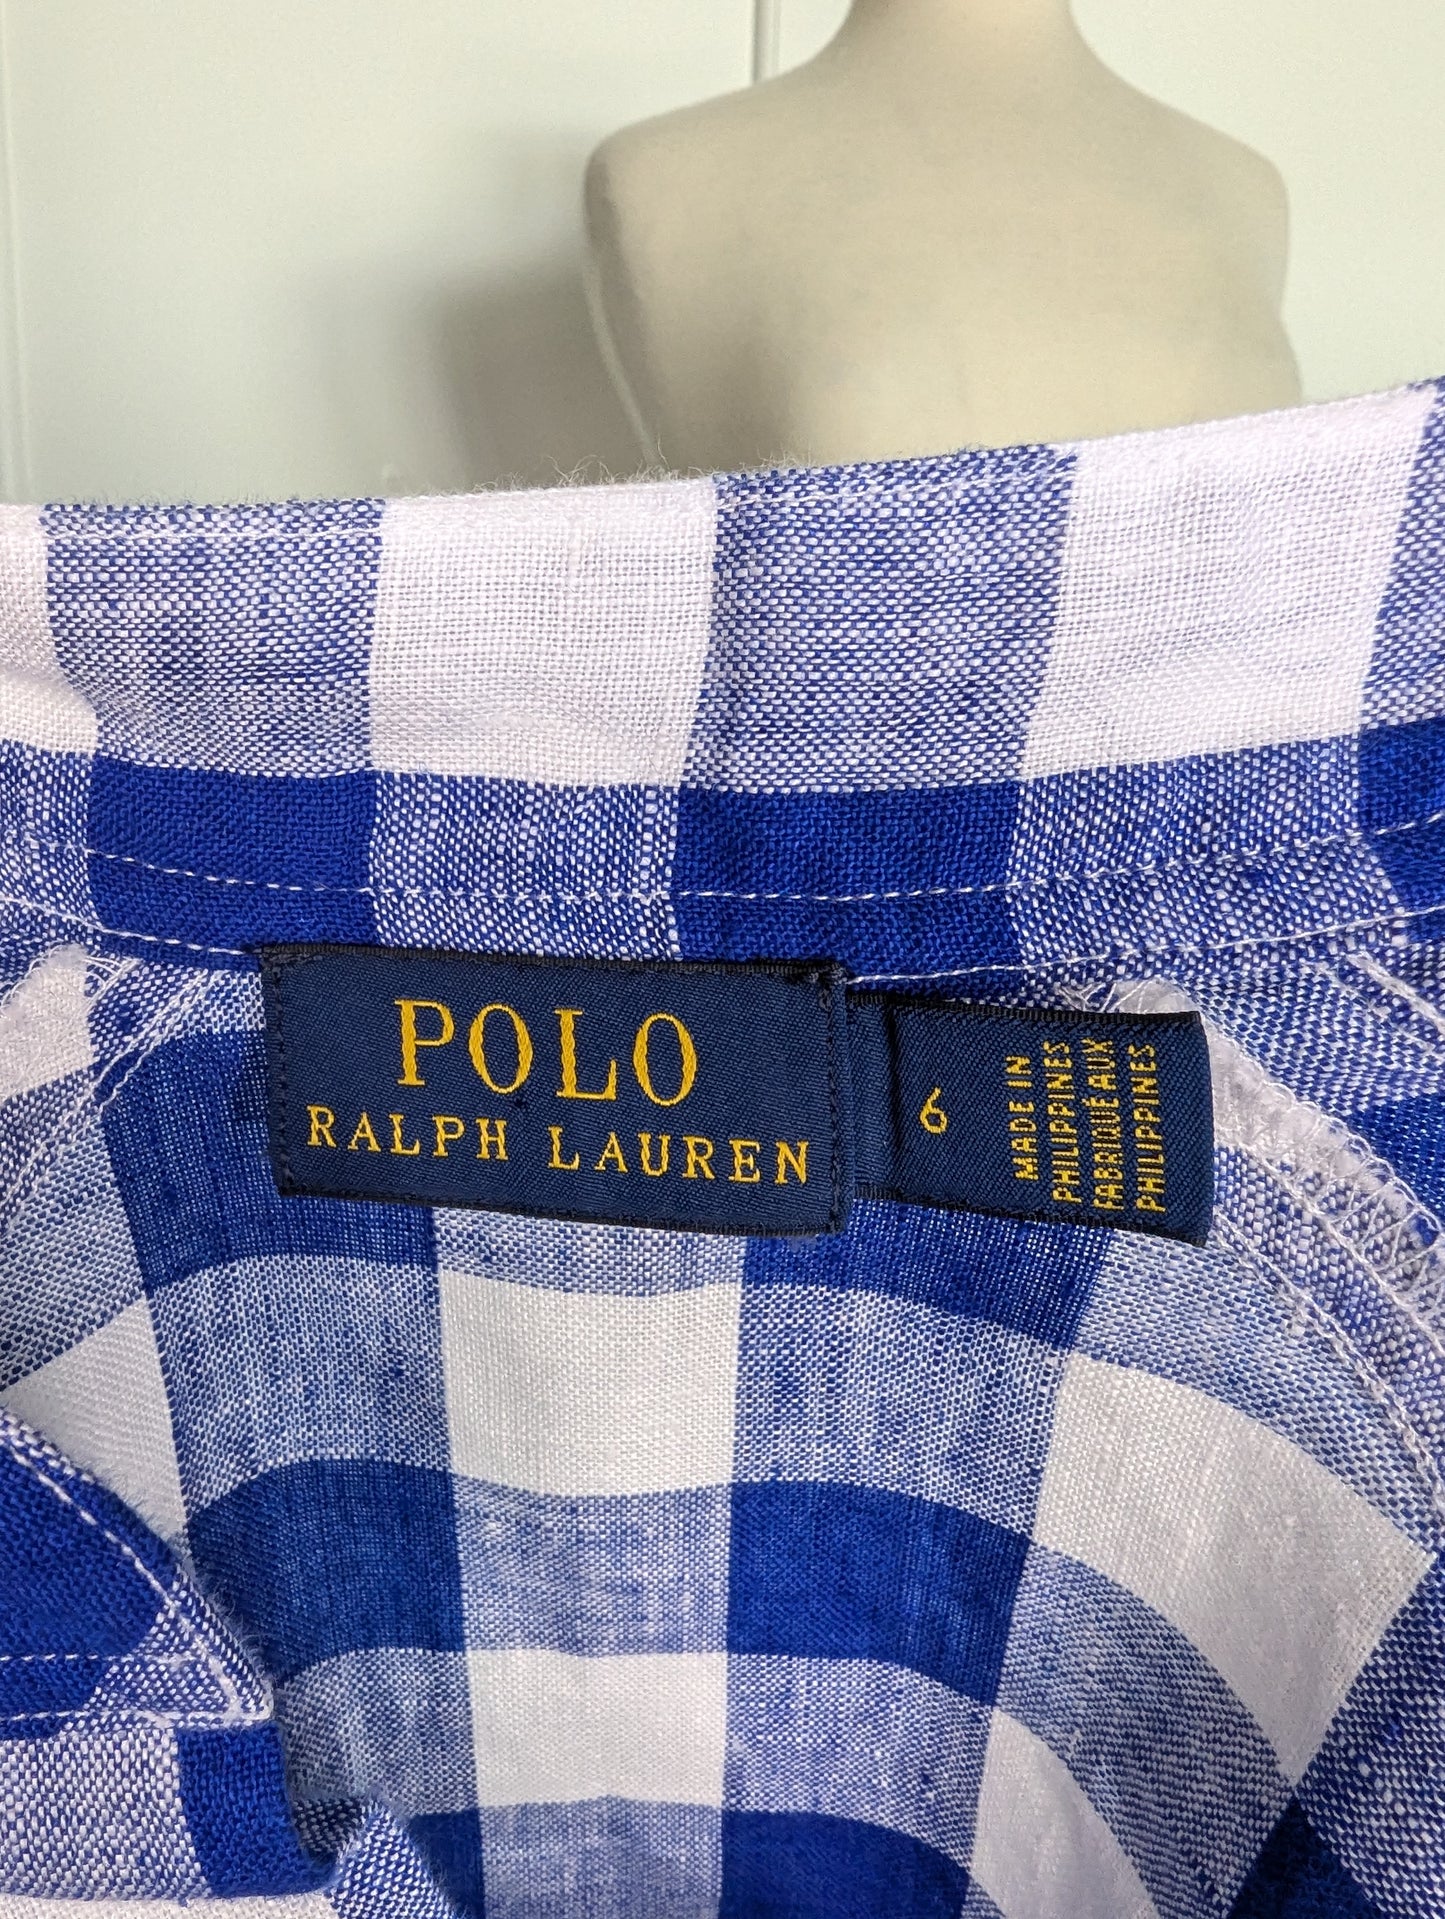 POLO
RALPH LAUREN
6
MADE IN
PHILIPPINES
FABRIQUÉ AUX
PHILIPPINES